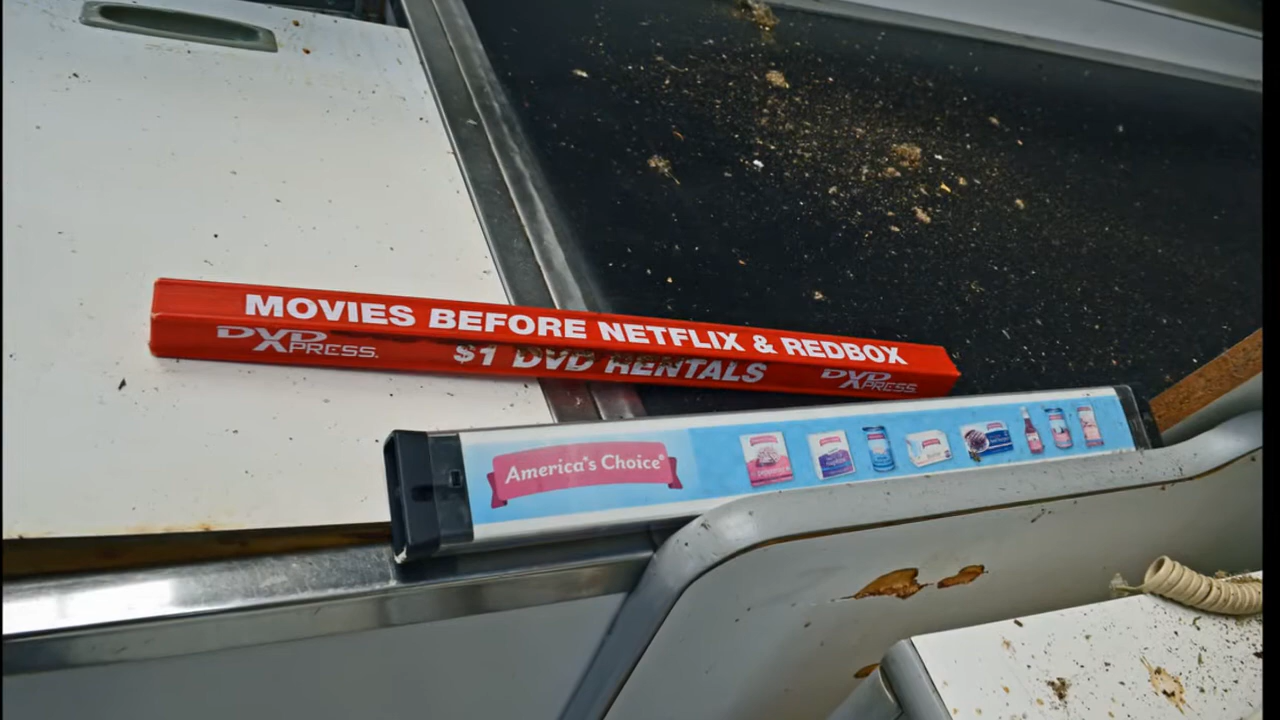 MOVIES BEFORE NETFLIX & REDBOX
DVDXPRESS. $1 DVD RENTALS DVDXPRESS.
America's Choice®